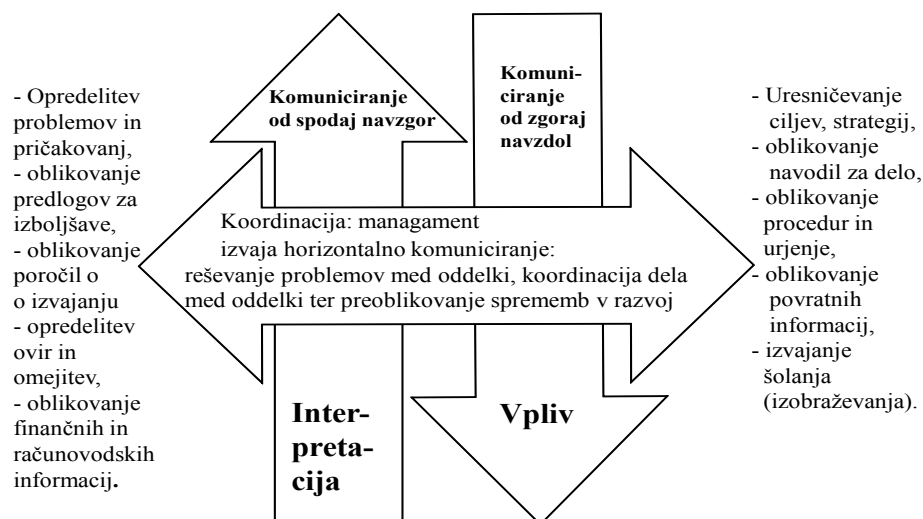 - Opredelitev
problemov in
pričakovanj,
- oblikovanje
predlogov za
izboljšave,
- oblikovanje
poročil o
o izvajanju
- opredelitev
ovir in
omejitev,
- oblikovanje
finančnih in
računovodskih
informacij.
Komuniciranje
od spodaj navzgor
Komuni-
ciranje
od zgoraj
navzdol
Koordinacija: managament
izvaja horizontalno komuniciranje:
reševanje problemov med oddelki, koordinacija dela
med oddelki ter preoblikovanje sprememb v razvoj
Inter-
preta-
cija
Vpliv
- Uresničevanje
ciljev, strategij,
- oblikovanje
navodil za delo,
- oblikovanje
procedur in
urjenje,
- oblikovanje
povratnih
informacij,
- izvajanje
šolanja
(izobraževanja).